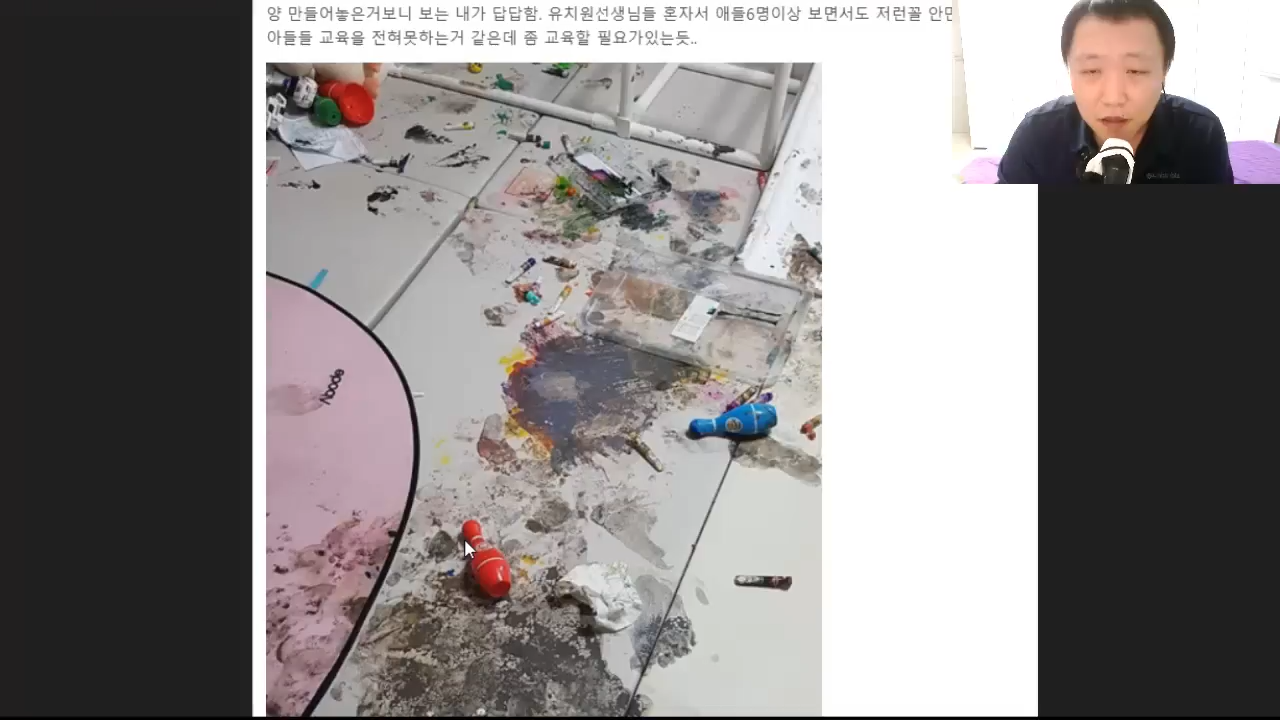 양 만들어놓은거보니 보는 내가 답답함. 유치원선생님들 혼자서 애들6명이상 보면서도 저런꼴 안만
아들들 교육을 전혀못하는거 같은데 좀 교육할 필요가있는듯..
Nbode